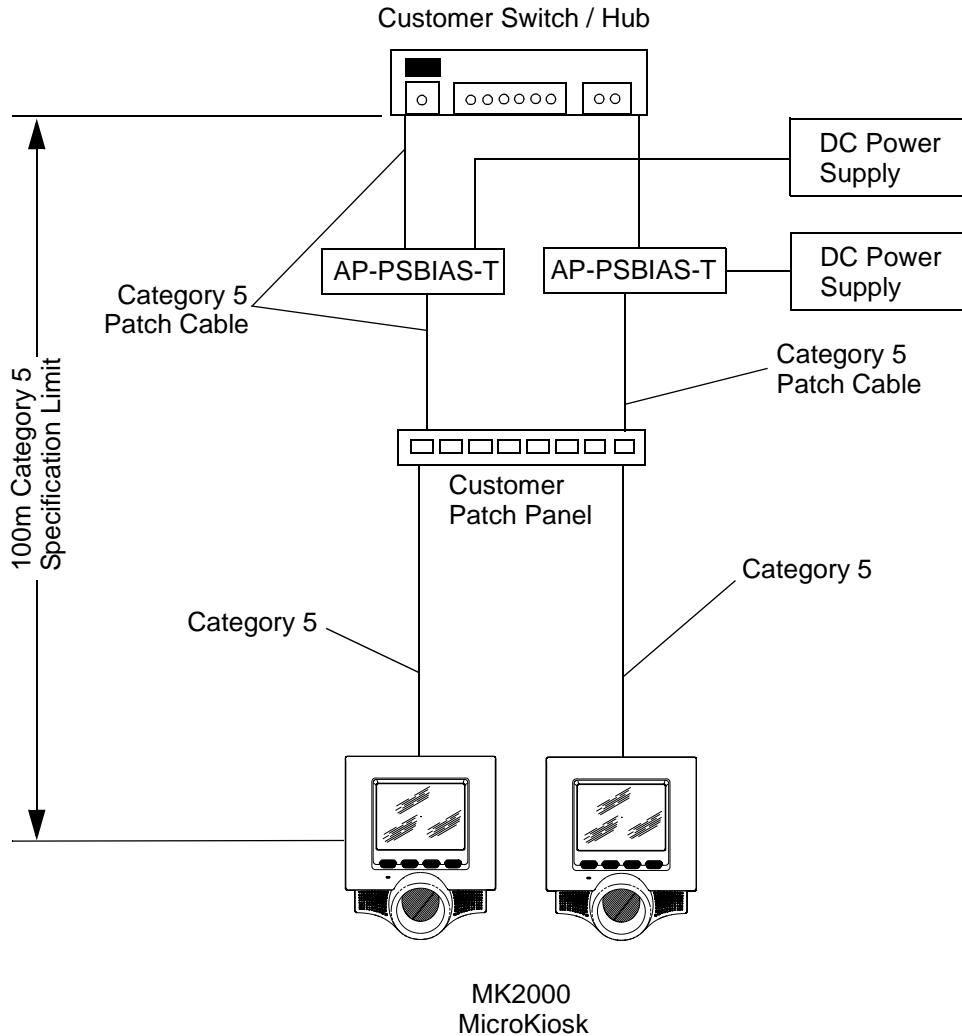 Customer Switch / Hub
DC Power
Supply
AP-PSBIAS-T
AP-PSBIAS-T
DC Power
Supply
Category 5
Patch Cable
Category 5
Patch Cable
100m Category 5
Specification Limit
Customer
Patch Panel
Category 5
Category 5
MK2000
MicroKiosk